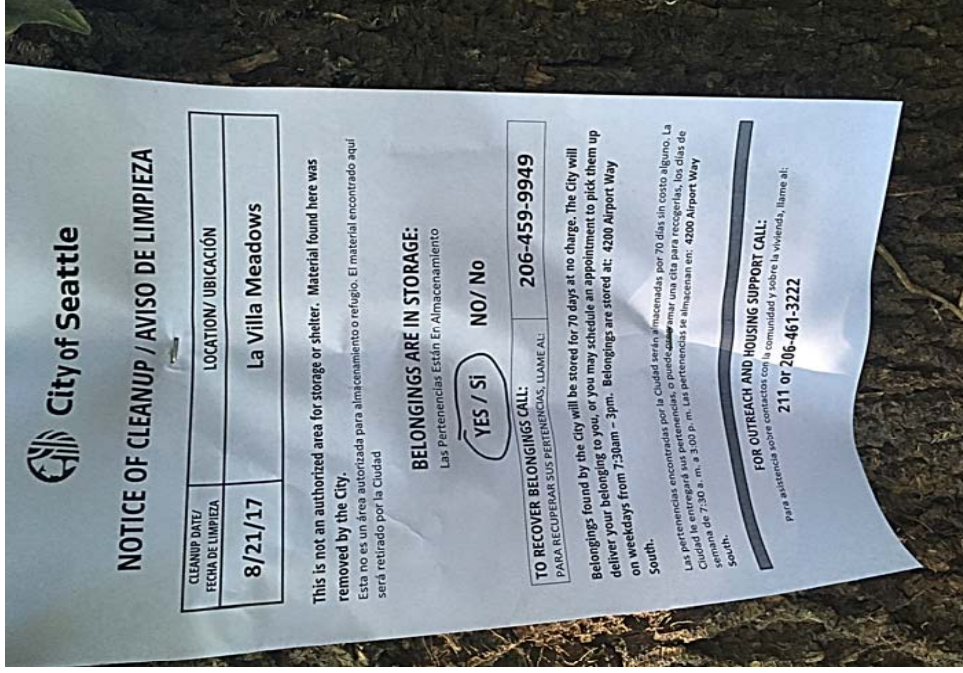 City of Seattle
NOTICE OF CLEANUP / AVISO DE LIMPIEZA
CLEANUP DATE/
FECHA DE LIMPIEZA
LOCATION/ UBICACIÓN
8/21/17
La Villa Meadows
This is not an authorized area for storage or shelter. Material found here was
removed by the City.
Esta no es un área autorizada para almacenamiento o refugio. El material encontrado aquí
será retirado por la Ciudad
BELONGINGS ARE IN STORAGE:
Las Pertenencias Están En Almacenamiento
YES / Sí NO/ No
TO RECOVER BELONGINGS CALL:
PARA RECUPERAR SUS PERTENENCIAS, LLAME AL:
206-459-9949
Belongings found by the City will be stored for 70 days at no charge. The City will
deliver your belonging to you, or you may schedule an appointment to pick them up
on weekdays from 7:30am – 3pm. Belongings are stored at: 4200 Airport Way
South.
Las pertenencias encontradas por la Ciudad serán almacenadas por 70 días sin costo alguno. La
Ciudad le entregará sus pertenencias, o puede programar una cita para recogerlas, los días de
semana de 7:30 a. m. a 3:00 p. m. Las pertenencias se almacenan en: 4200 Airport Way
South.
FOR OUTREACH AND HOUSING SUPPORT CALL:
Para asistencia sobre contactos con la comunidad y sobre la vivienda, llame al:
211 or 206-461-3222